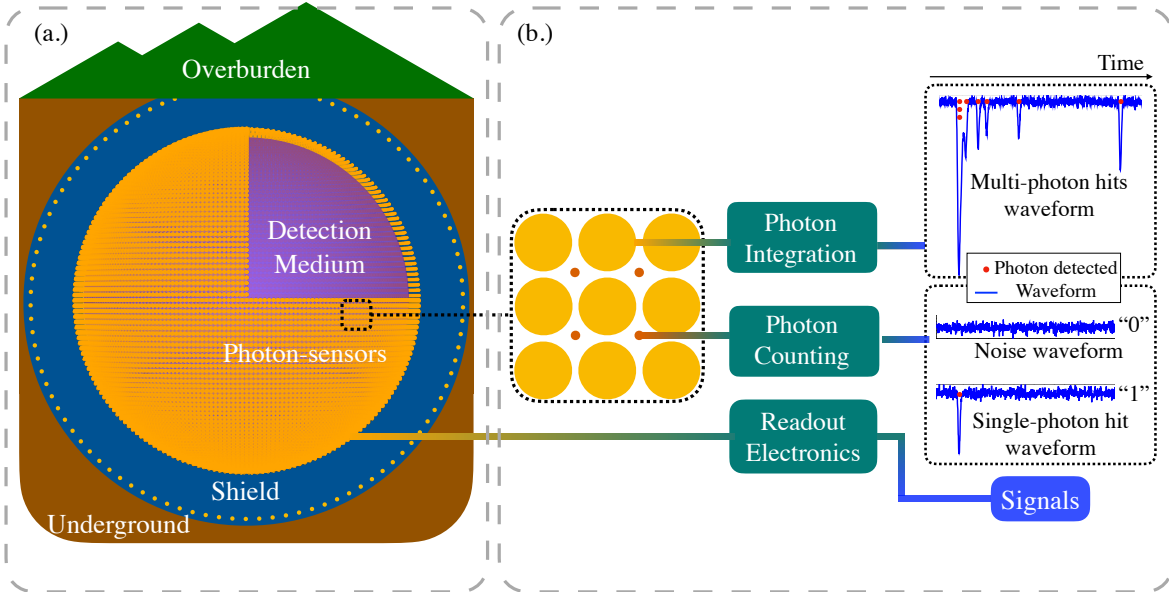 (a.)
Overburden
Detection
Medium
Photon-sensors
Shield
Underground
(b.)
Photon
Integration
Photon
Counting
Readout
Electronics
Signals
Time
Multi-photon hits
waveform
Photon detected
Waveform
“0”
Noise waveform
“1”
Single-photon hit
waveform